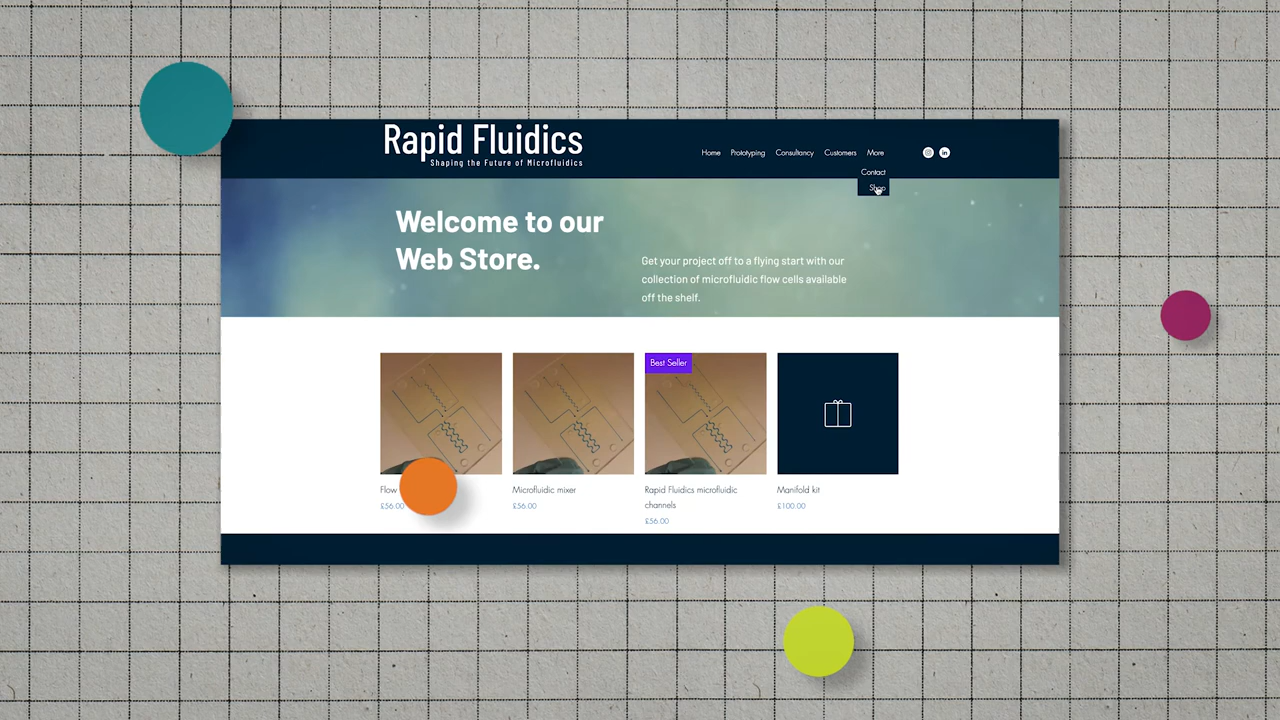 Rapid Fluidics
Shaping the Future of Microfluidics
Home Prototyping Consultancy Customers More
Contact
Shop
Welcome to our
Web Store.
Get your project off to a flying start with our
collection of microfluidic flow cells available
off the shelf.
Best Seller
Flow
£56.00
Microfluidic mixer
£56.00
Rapid Fluidics microfluidic
channels
£56.00
Manifold kit
£100.00